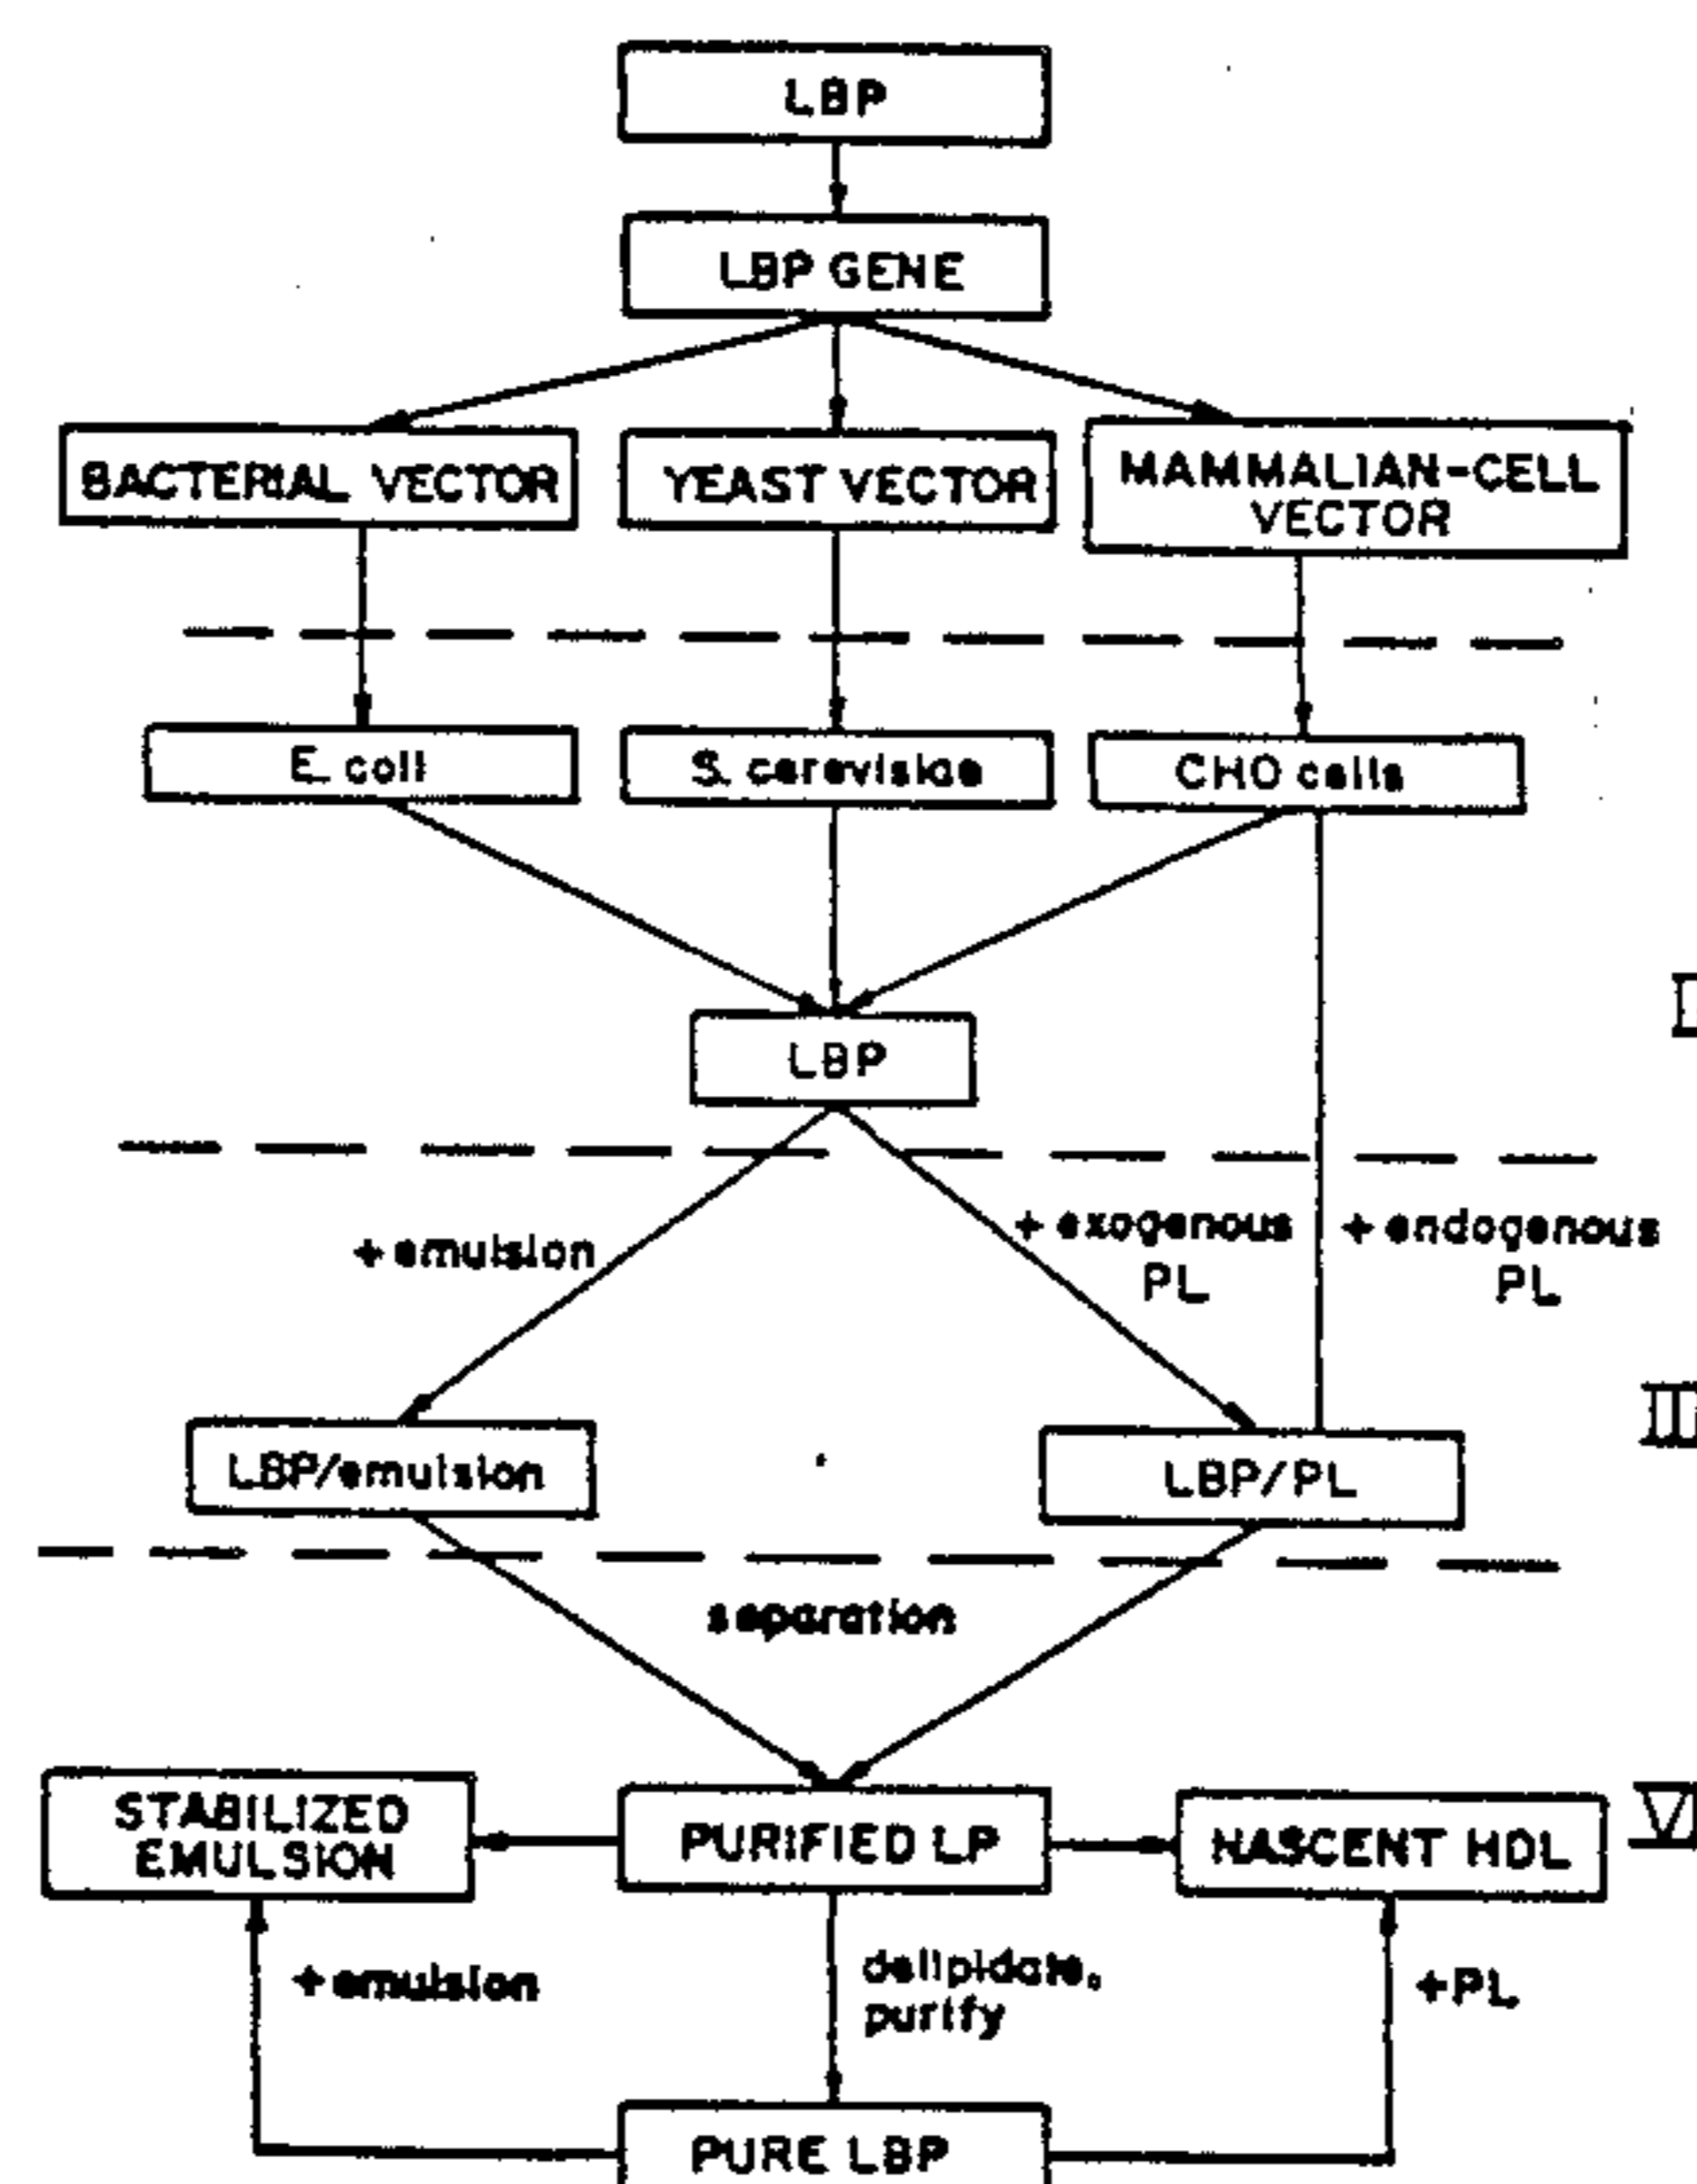 LBP
LBP GENE
BACTERIAL VECTOR
YEAST VECTOR
MAMMALIAN-CELL
VECTOR
E. coli
S. cerevisiae
CHO cells
LBP
+ emulsion
+ exogenous
PL
+ endogenous
PL
LBP/emulsion
LBP/PL
separation
STABILIZED
EMULSION
PURIFIED LP
NASCENT HDL
+ emulsion
delipidate,
purify
+PL
PURE LBP